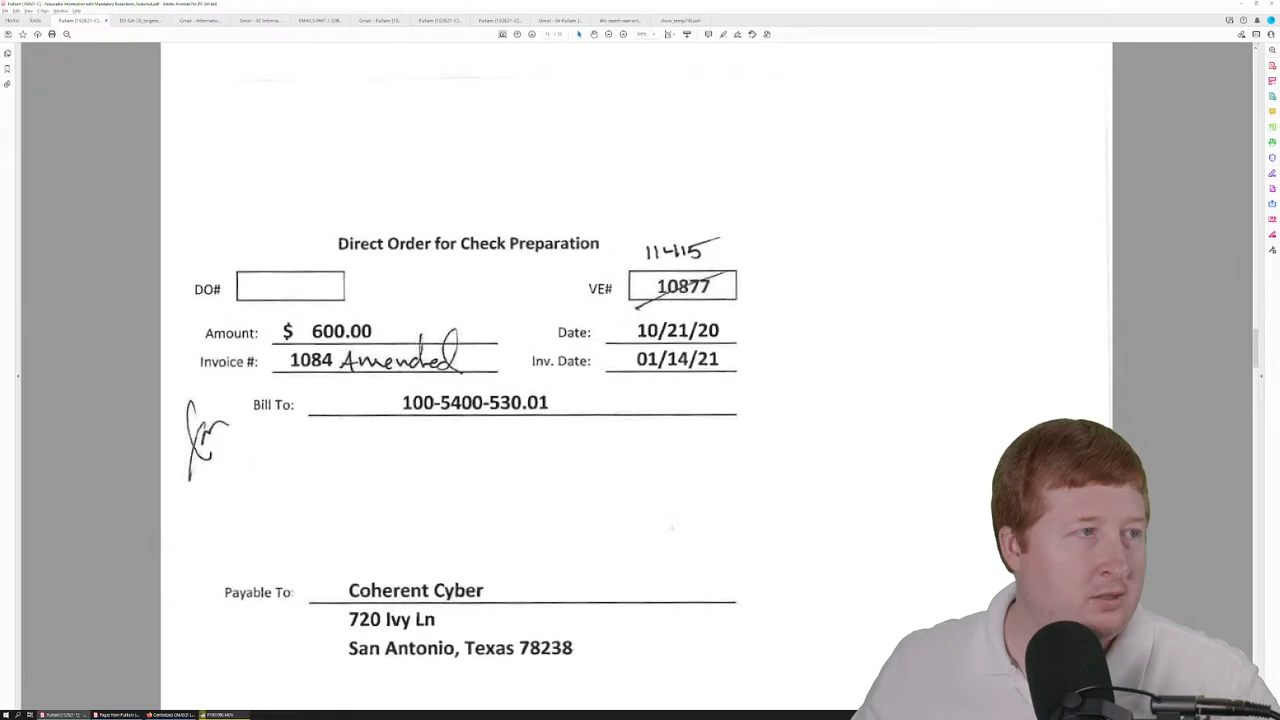 Home
Tools
Direct Order for Check Preparation
11415
DO#
VE#
10877
Amount:
$ 600.00
Date:
10/21/20
Invoice #:
1084 Amended
Inv. Date:
01/14/21
Bill To:
100-5400-530.01
Payable To:
Coherent Cyber
720 Ivy Ln
San Antonio, Texas 78238